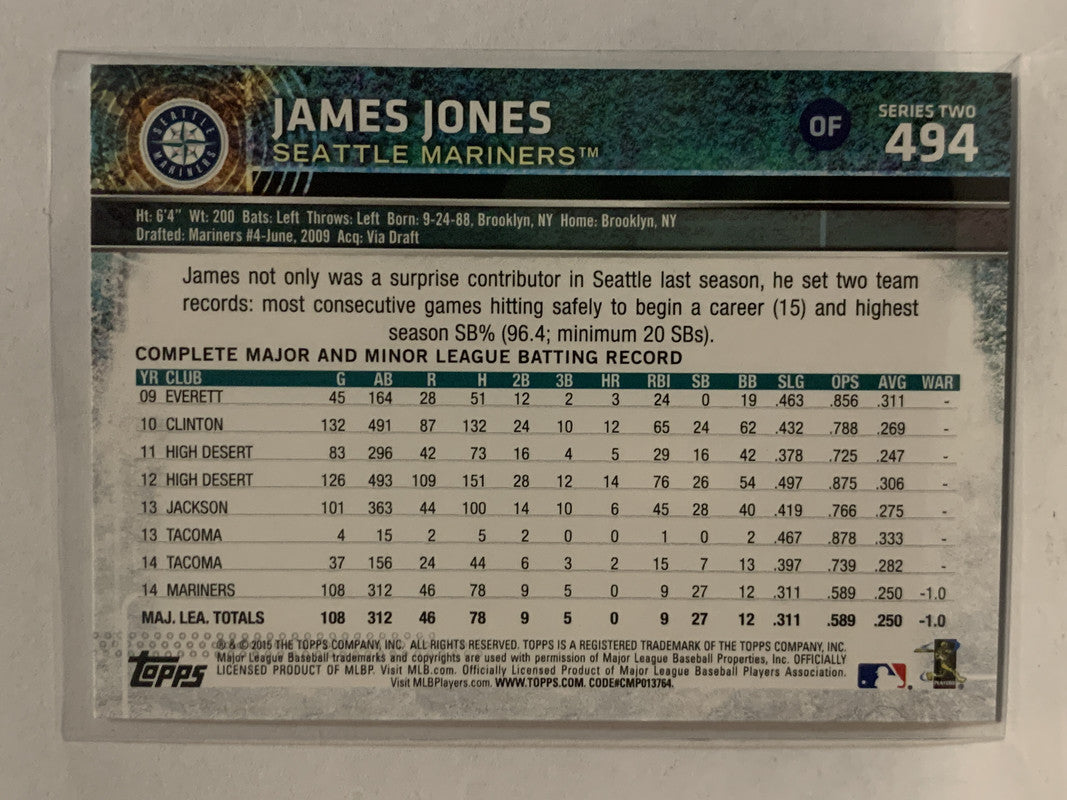 SEATTLE MARINERS
JAMES JONES
SEATTLE MARINERS™
OF
SERIES TWO
494
Ht: 6'4" Wt: 200 Bats: Left Throws: Left Born: 9-24-88, Brooklyn, NY Home: Brooklyn, NY
Drafted: Mariners #4-June, 2009 Acq: Via Draft
James not only was a surprise contributor in Seattle last season, he set two team
records: most consecutive games hitting safely to begin a career (15) and highest
season SB% (96.4; minimum 20 SBs).
COMPLETE MAJOR AND MINOR LEAGUE BATTING RECORD
YR CLUB G AB R H 2B 3B HR RBI SB BB SLG OPS AVG WAR
09 EVERETT 45 164 28 51 12 2 3 24 0 19 .463 .856 .311 -
10 CLINTON 132 491 87 132 24 10 12 65 24 62 .432 .788 .269 -
11 HIGH DESERT 83 296 42 73 16 4 5 29 16 42 .378 .725 .247 -
12 HIGH DESERT 126 493 109 151 28 12 14 76 26 54 .497 .875 .306 -
13 JACKSON 101 363 44 100 14 10 6 45 28 40 .419 .766 .275 -
13 TACOMA 4 15 2 5 2 0 0 1 0 2 .467 .878 .333 -
14 TACOMA 37 156 24 44 6 3 2 15 7 13 .397 .739 .282 -
14 MARINERS 108 312 46 78 9 5 0 9 27 12 .311 .589 .250 -1.0
MAJ. LEA. TOTALS 108 312 46 78 9 5 0 9 27 12 .311 .589 .250 -1.0
® & © 2015 THE TOPPS COMPANY, INC. ALL RIGHTS RESERVED. TOPPS IS A REGISTERED TRADEMARK OF THE TOPPS COMPANY, INC.
Major League Baseball trademarks and copyrights are used with permission of Major League Baseball Properties, Inc. OFFICIALLY
LICENSED PRODUCT OF MLBP. Visit MLB.com. Officially Licensed Product of Major League Baseball Players Association.
Visit MLBPlayers.com. WWW.TOPPS.COM. CODE#CMP013764.
Topps
PLAYERS